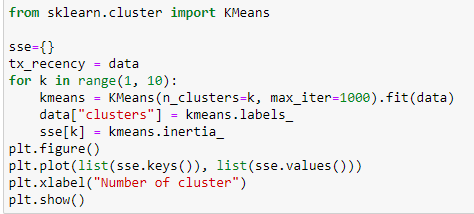 from sklearn.cluster import KMeans
sse={}
tx_recency = data
for k in range(1, 10):
    kmeans = KMeans(n_clusters=k, max_iter=1000).fit(data)
    data["clusters"] = kmeans.labels_
    sse[k] = kmeans.inertia_
plt.figure()
plt.plot(list(sse.keys()), list(sse.values()))
plt.xlabel("Number of cluster")
plt.show()